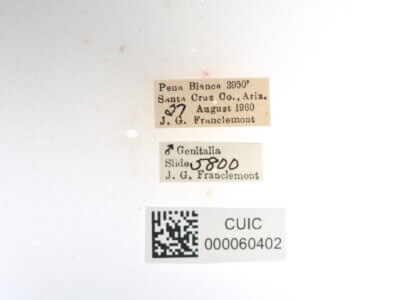 Pena Blanca 3950'
Santa Cruz Co., Ariz.
27 August 1960
J. G. Franclemont
♂ Genitalia
Slide 5800
J. G. Franclemont
CUIC
000060402